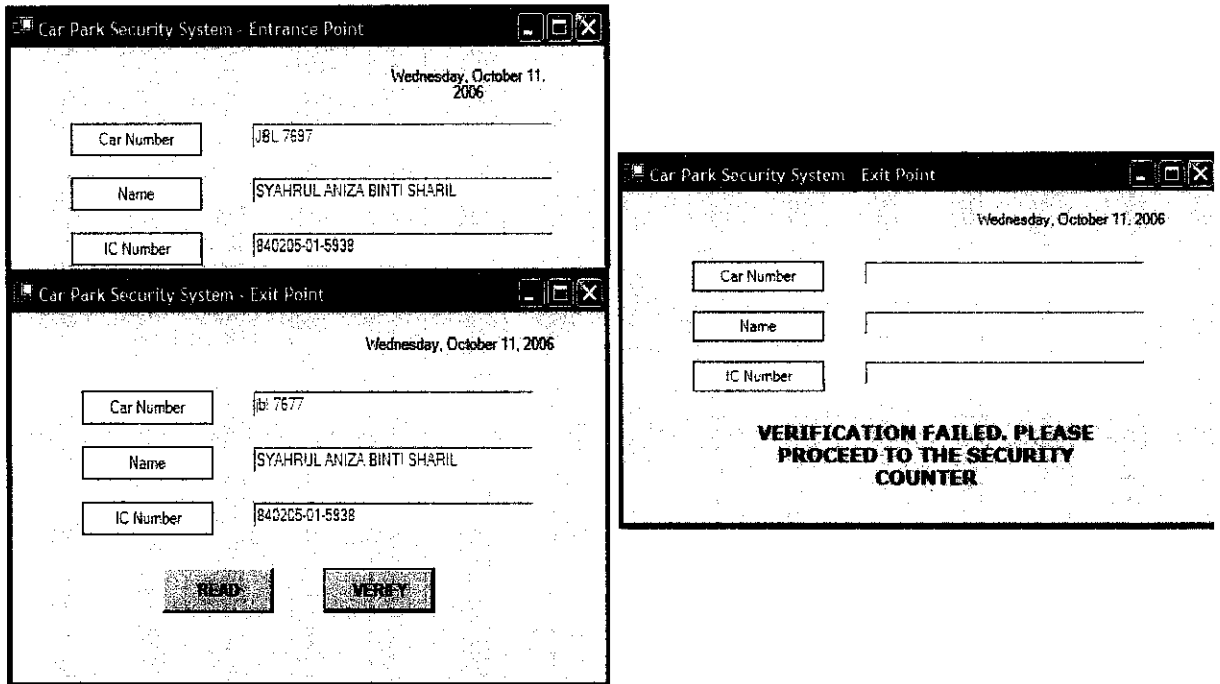 Car Park Security System - Entrance Point
Wednesday, October 11,
2006
Car Number
JBL 7697
Name
SYAHRUL ANIZA BINTI SHARIL
IC Number
840205-01-5938
Car Park Security System - Exit Point
Wednesday, October 11, 2006
Car Number
jbl 7677
Name
SYAHRUL ANIZA BINTI SHARIL
IC Number
840205-01-5938
READ
VERIFY
Car Park Security System Exit Point
Wednesday, October 11, 2006
Car Number
Name
IC Number
VERIFICATION FAILED. PLEASE
PROCEED TO THE SECURITY
COUNTER